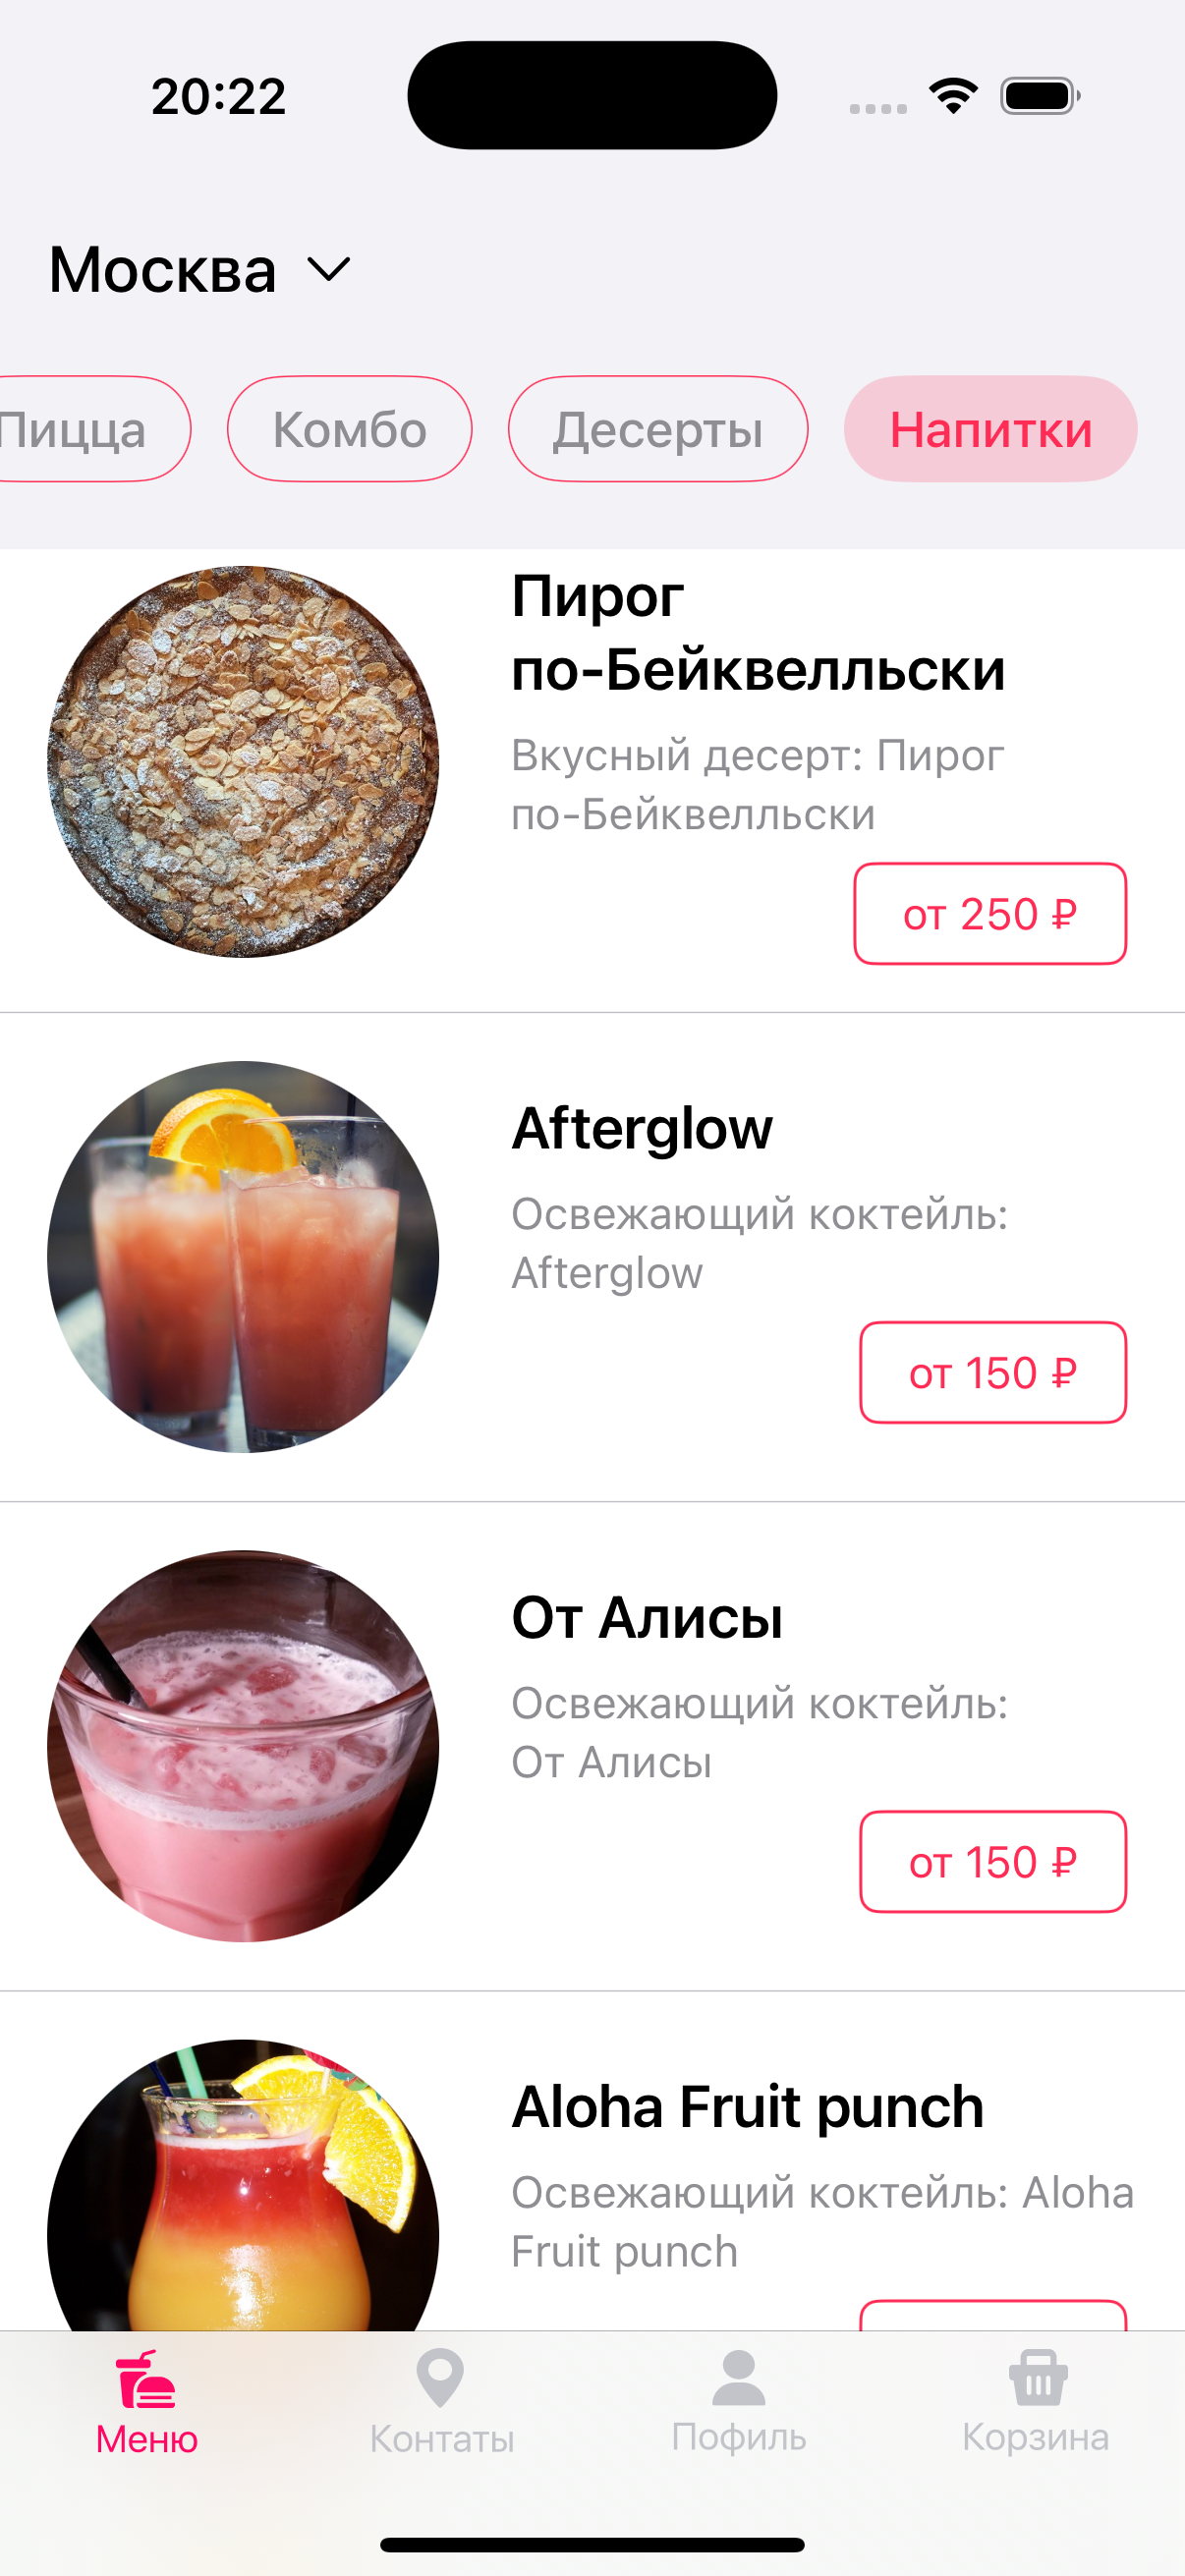 20:22
Москва
Пицца
Комбо
Десерты
Напитки
Пирог
по-Бейквелльски
Вкусный десерт: Пирог
по-Бейквелльски
от 250 ₽
Afterglow
Освежающий коктейль:
Afterglow
от 150 ₽
От Алисы
Освежающий коктейль:
От Алисы
от 150 ₽
Aloha Fruit punch
Освежающий коктейль: Aloha
Fruit punch
Меню
Контаты
Пофиль
Корзина